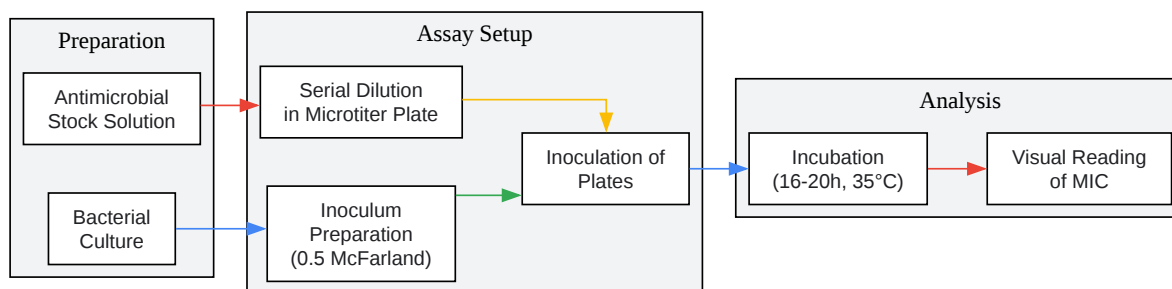 Preparation
Antimicrobial
Stock Solution
Bacterial
Culture
Assay Setup
Serial Dilution
in Microtiter Plate
Inoculum
Preparation
(0.5 McFarland)
Inoculation of
Plates
Analysis
Incubation
(16-20h, 35°C)
Visual Reading
of MIC